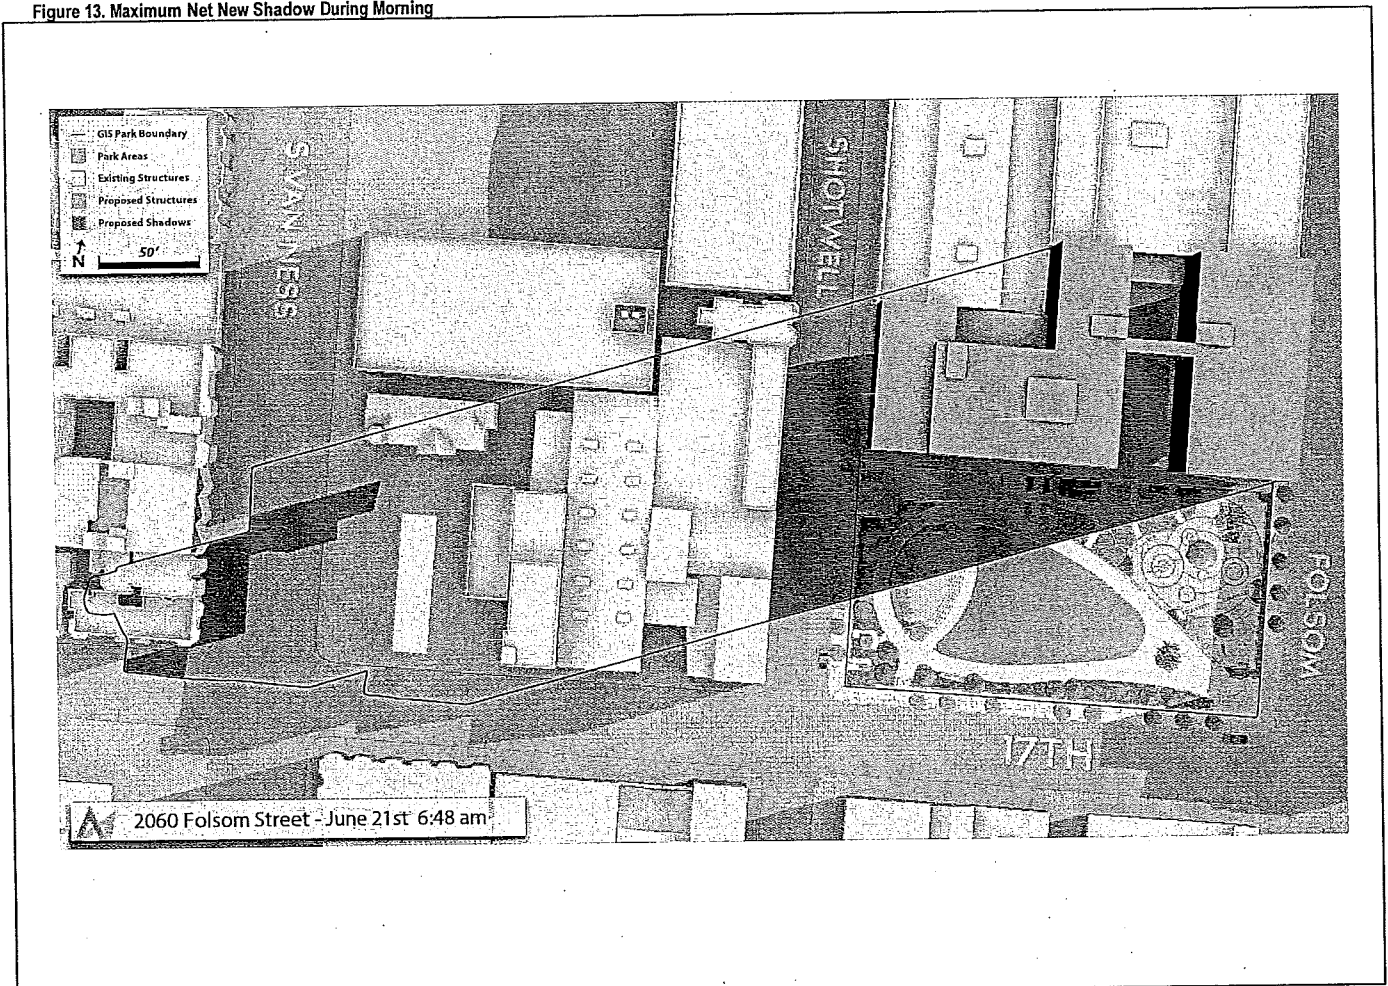 Figure 13. Maximum Net New Shadow During Morning
GIS Park Boundary
Park Areas
Existing Structures
Proposed Structures
Proposed Shadows
N
50'
S VAN NESS
SHOTWELL
FOLSOM
17TH
2060 Folsom Street - June 21st 6:48 am